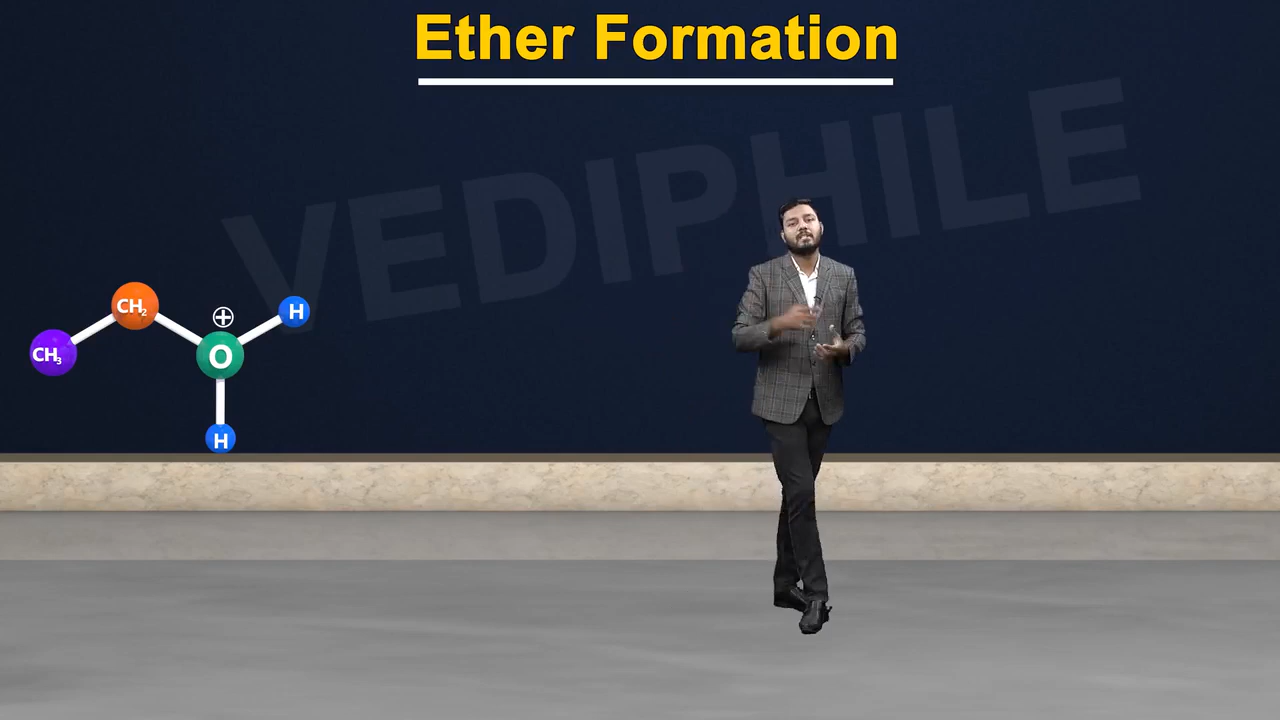 Ether Formation
VEDIPHILE
CH₂
⊕
H
CH₃
O
H